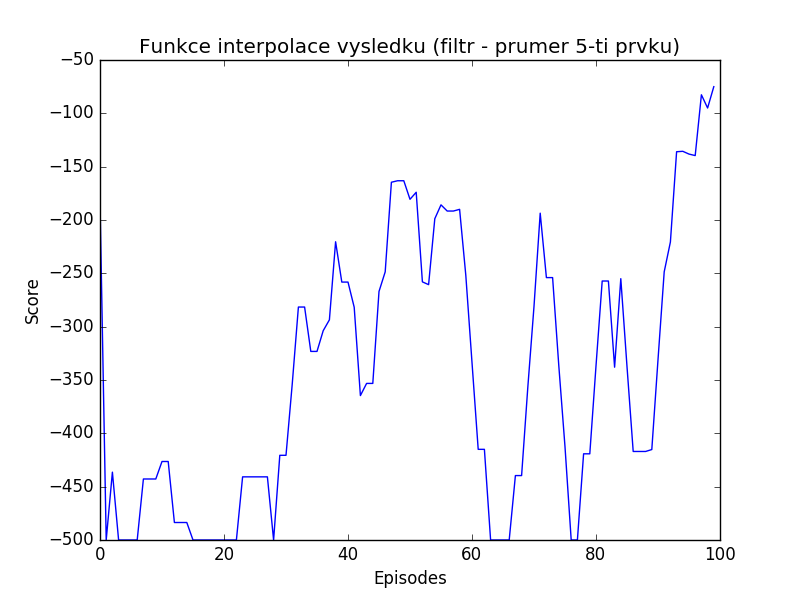 Funkce interpolace vysledku (filtr - prumer 5-ti prvku)
−50
−100
−150
−200
−250
−300
−350
−400
−450
−500
Score
0 20 40 60 80 100
Episodes